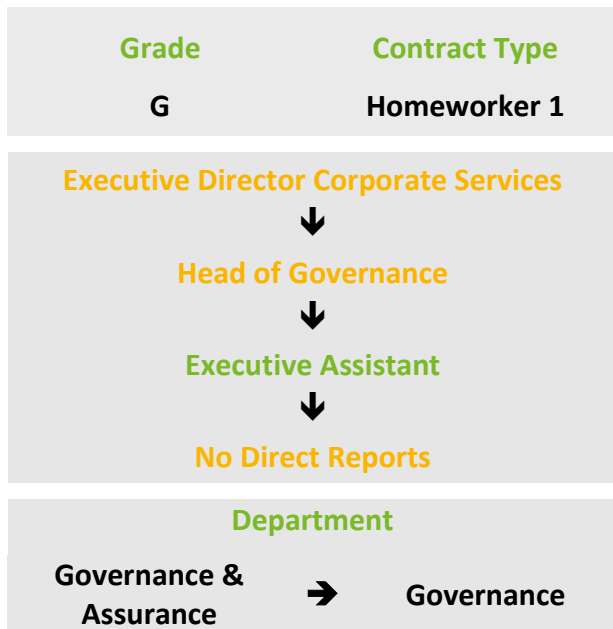 Grade Contract Type
G Homeworker 1
Executive Director Corporate Services
Head of Governance
Executive Assistant
No Direct Reports
Department
Governance &
Assurance
Governance